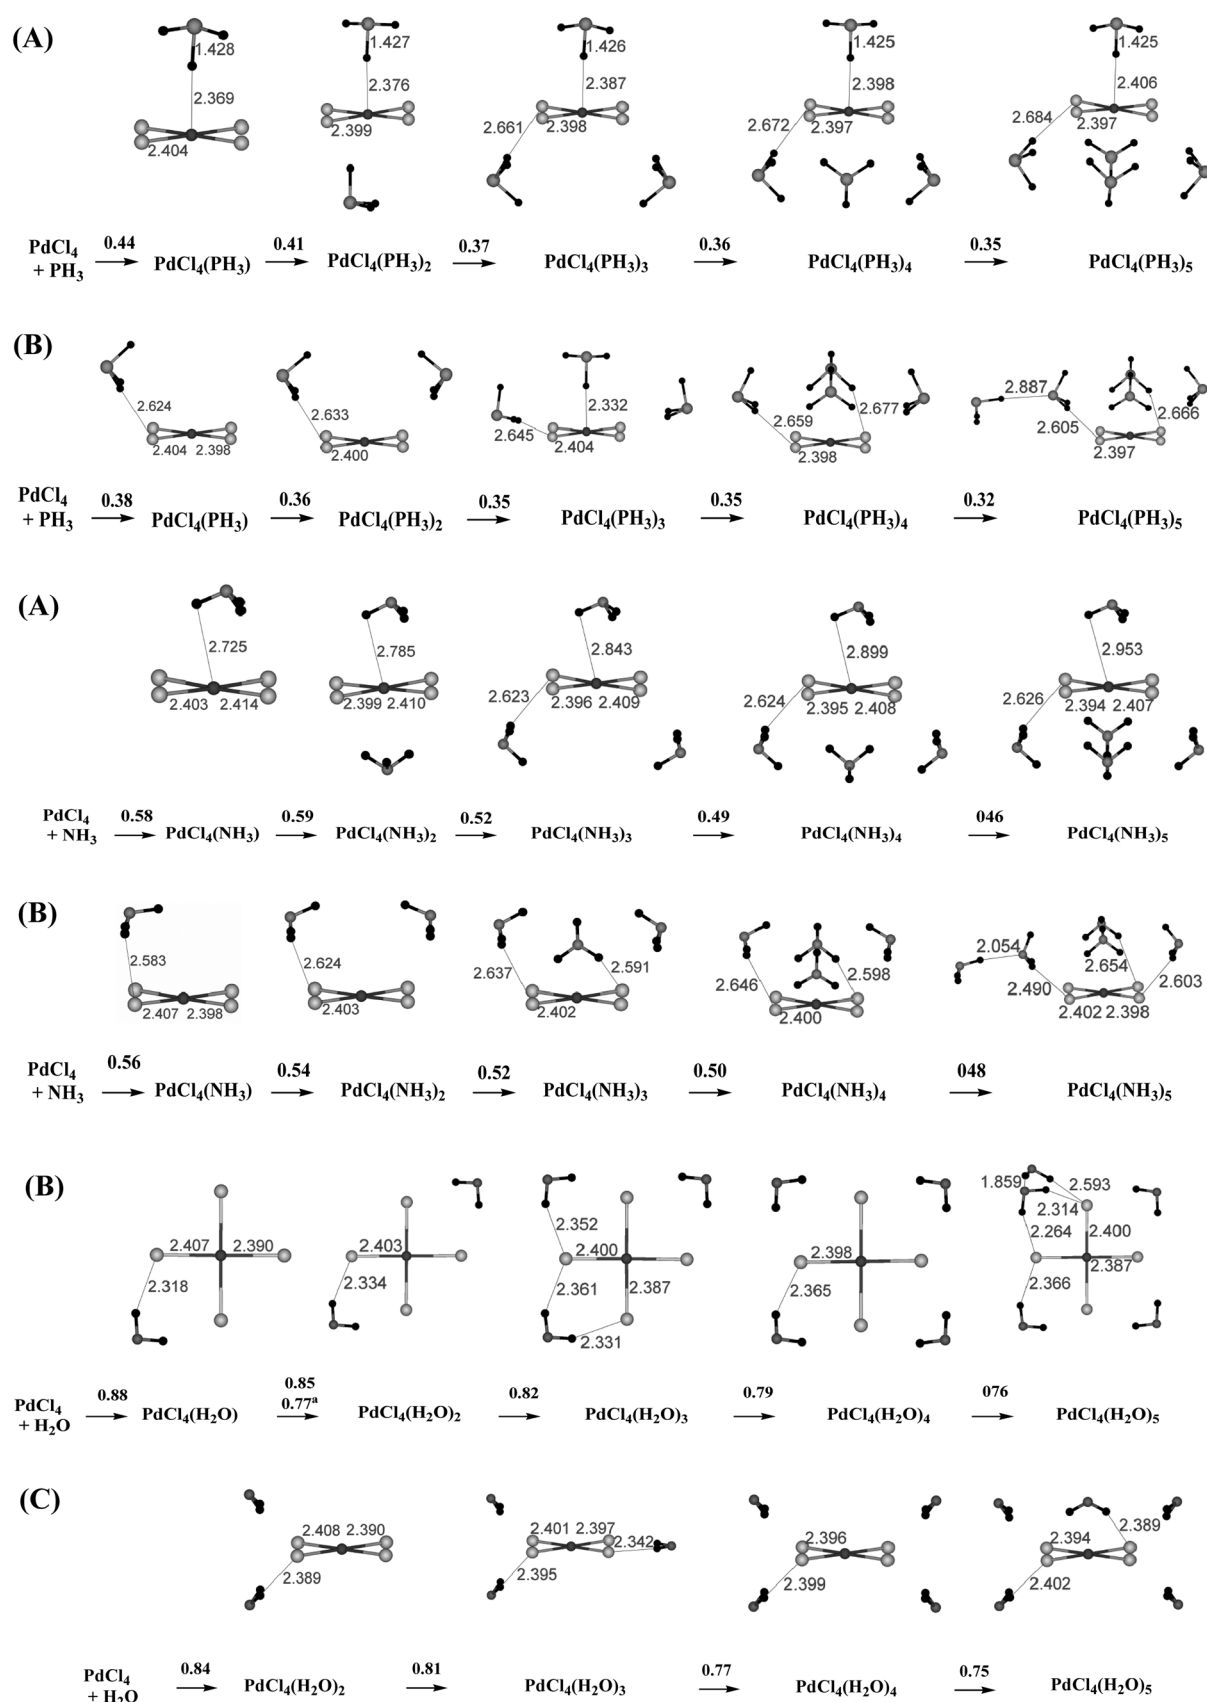 (A)
1.428 1.427 1.426 1.425 1.425
2.369 2.376 2.387 2.398 2.406
2.404 2.399 2.661 2.398 2.672 2.397 2.684 2.397
PdCl4 + PH3 0.44 PdCl4(PH3) 0.41 PdCl4(PH3)2 0.37 PdCl4(PH3)3 0.36 PdCl4(PH3)4 0.35 PdCl4(PH3)5
(B)
2.624 2.633 2.332 2.659 2.677 2.887 2.605 2.666
2.404 2.398 2.400 2.645 2.404 2.398 2.397
PdCl4 + PH3 0.38 PdCl4(PH3) 0.36 PdCl4(PH3)2 0.35 PdCl4(PH3)3 0.35 PdCl4(PH3)4 0.32 PdCl4(PH3)5
(A)
2.725 2.785 2.843 2.899 2.953
2.403 2.414 2.399 2.410 2.623 2.396 2.409 2.624 2.395 2.408 2.626 2.394 2.407
PdCl4 + NH3 0.58 PdCl4(NH3) 0.59 PdCl4(NH3)2 0.52 PdCl4(NH3)3 0.49 PdCl4(NH3)4 046 PdCl4(NH3)5
(B)
2.583 2.624 2.637 2.591 2.646 2.598 2.054 2.490 2.654 2.603
2.407 2.398 2.403 2.402 2.400 2.402 2.398
PdCl4 + NH3 0.56 PdCl4(NH3) 0.54 PdCl4(NH3)2 0.52 PdCl4(NH3)3 0.50 PdCl4(NH3)4 048 PdCl4(NH3)5
(B)
1.859 2.593
2.352 2.314
2.407 2.390 2.403 2.400 2.398 2.264 2.400
2.318 2.334 2.361 2.387 2.365 2.366 2.387
2.331
PdCl4 + H2O 0.88 PdCl4(H2O) 0.85 0.77a PdCl4(H2O)2 0.82 PdCl4(H2O)3 0.79 PdCl4(H2O)4 076 PdCl4(H2O)5
(C)
2.408 2.390 2.401 2.397 2.342 2.396 2.394 2.389
2.389 2.395 2.399 2.402
PdCl4 + H2O 0.84 PdCl4(H2O)2 0.81 PdCl4(H2O)3 0.77 PdCl4(H2O)4 0.75 PdCl4(H2O)5